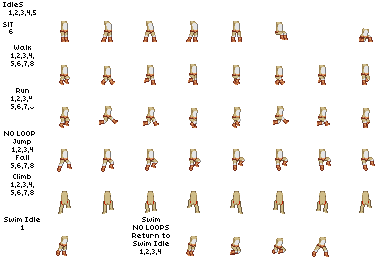 IdleS
1,2,3,4,5
SIT
6
Walk
1,2,3,4,
5,6,7,8
Run
1,2,3,
5,6,7,
NO LOOP
Jump
1,2,3,4
Fall
5,6,7,8
Climb
1,2,3,4,
5,6,7,8
Swim Idle
1
Swim
NO LOOPS
Return to
Swim Idle
1,2,3,4